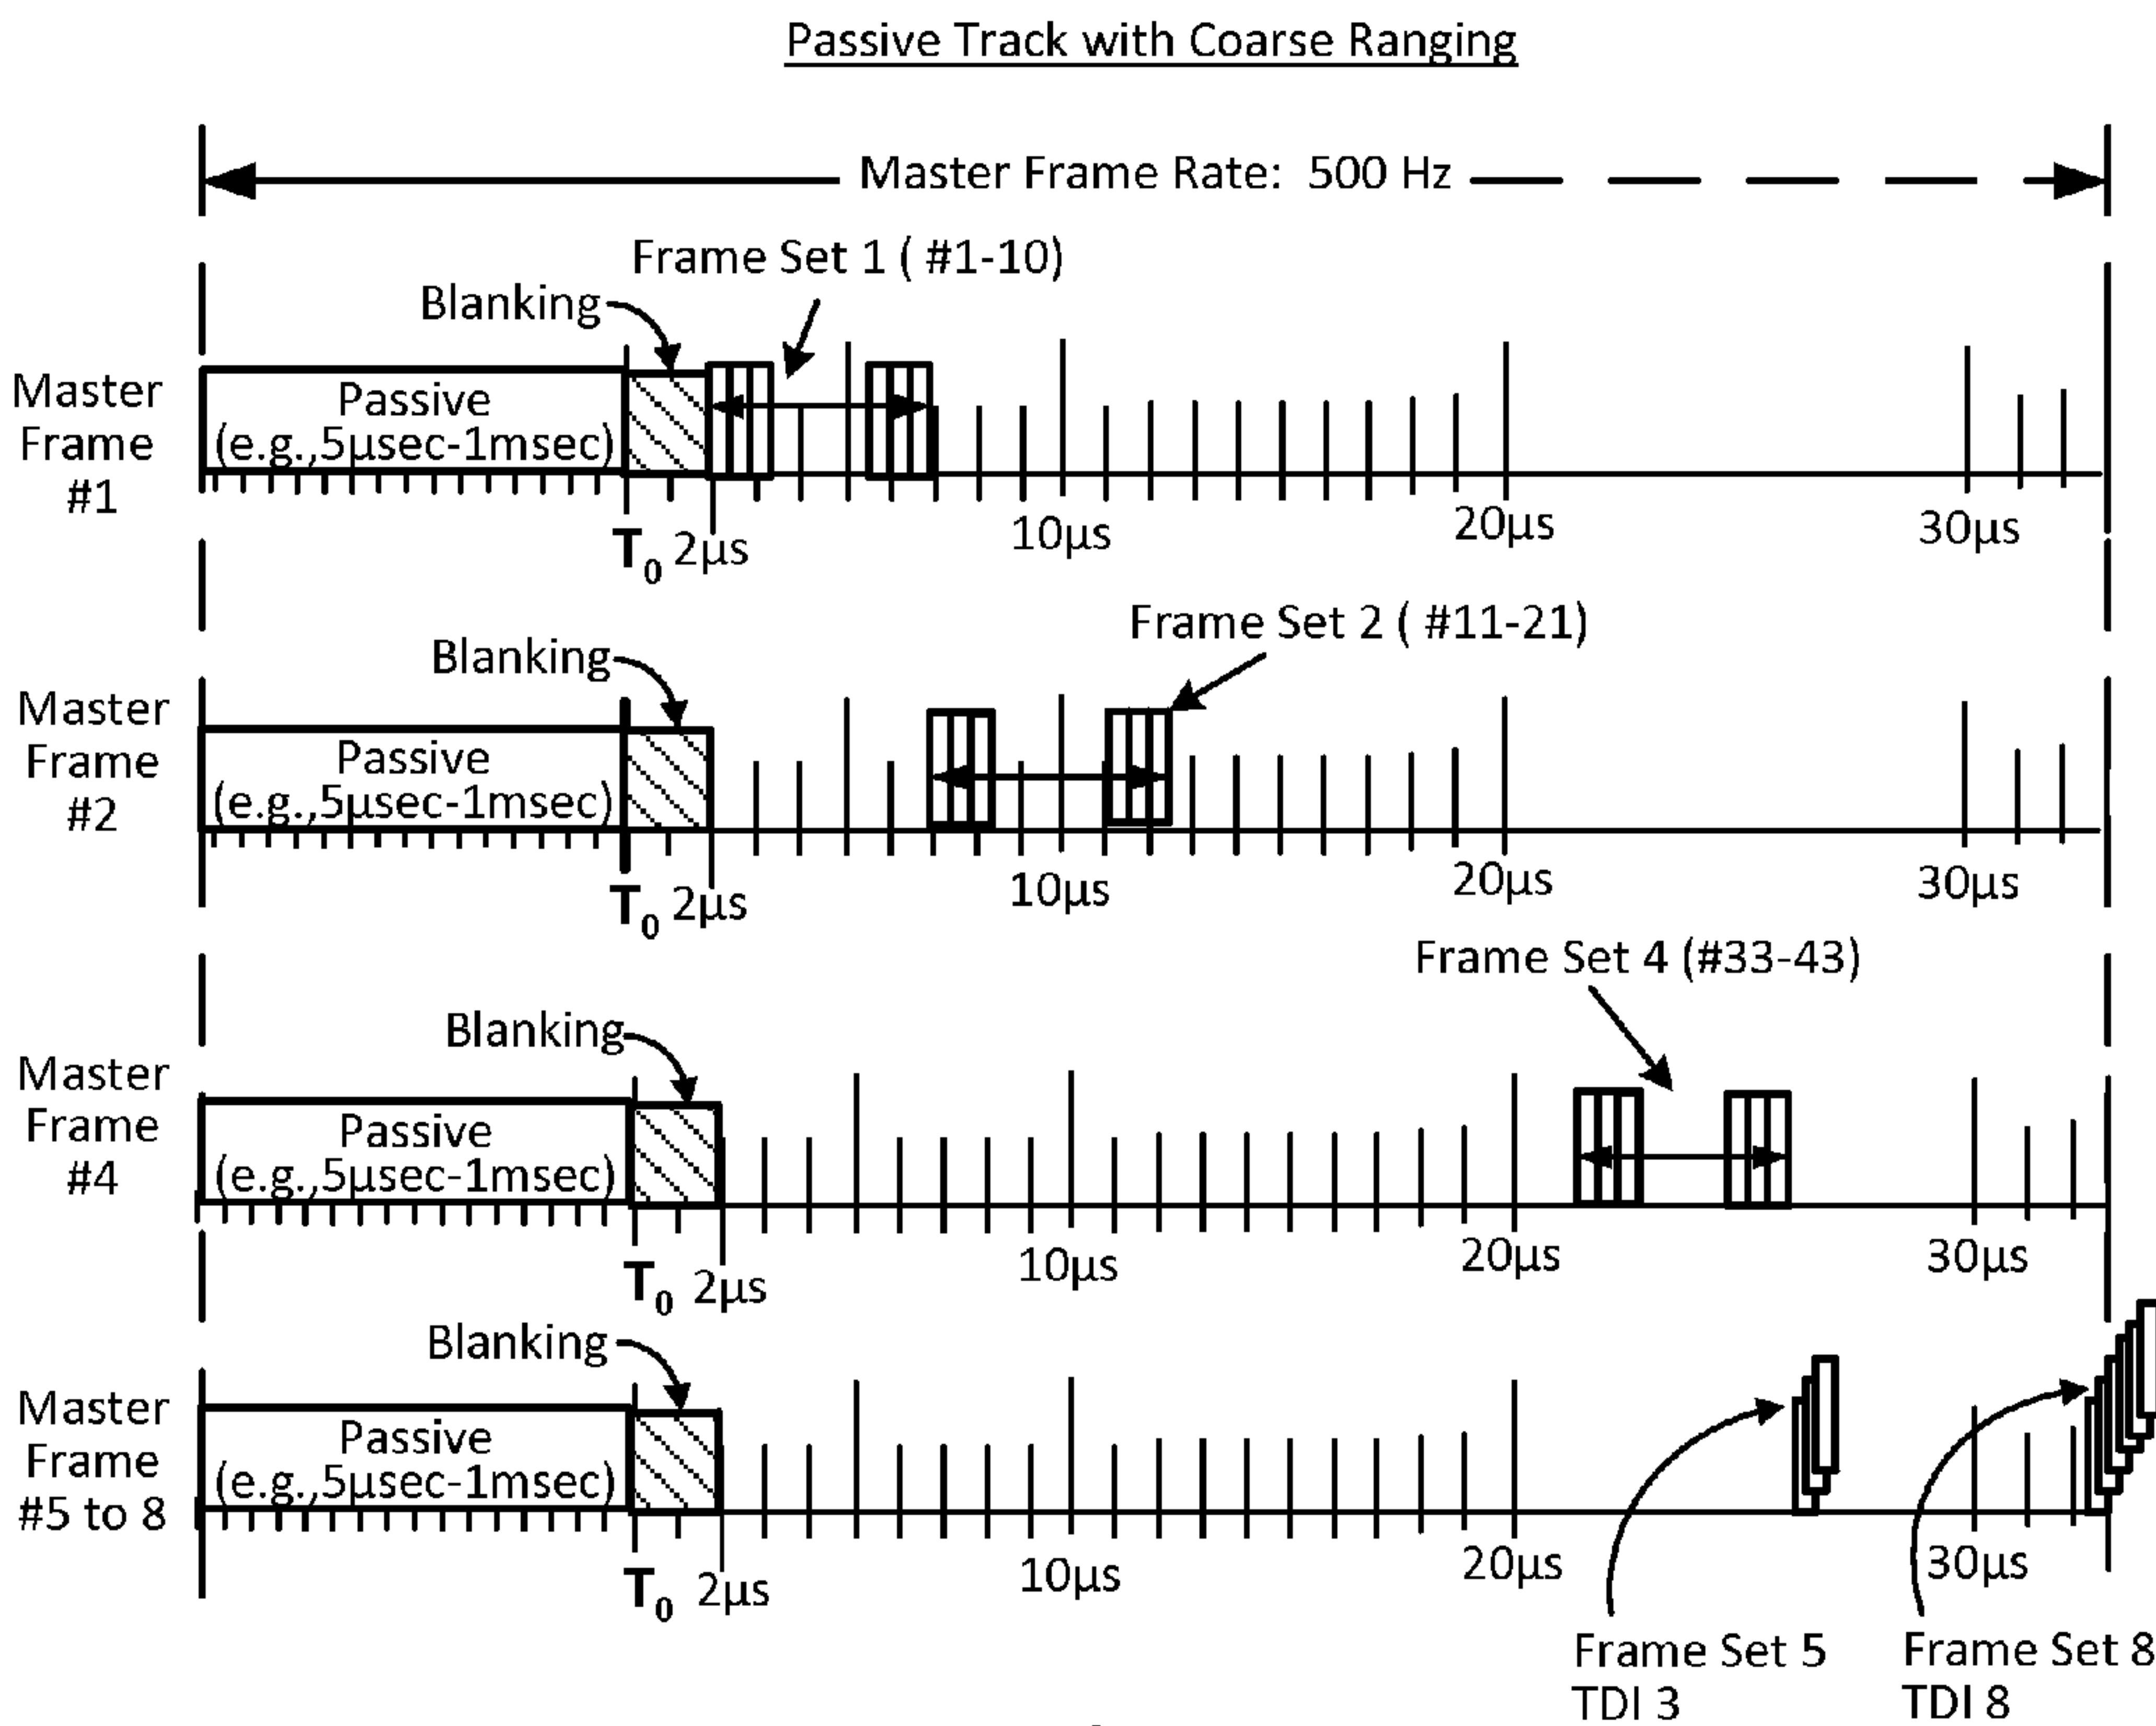 Passive Track with Coarse Ranging
Master Frame Rate: 500 Hz
Frame Set 1 ( #1-10)
Blanking
Master
Frame
#1
Passive
(e.g.,5µsec-1msec)
T0 2µs
10µs
20µs
30µs
Frame Set 2 ( #11-21)
Blanking
Master
Frame
#2
Passive
(e.g.,5µsec-1msec)
T0 2µs
10µs
20µs
30µs
Frame Set 4 (#33-43)
Blanking
Master
Frame
#4
Passive
(e.g.,5µsec-1msec)
T0 2µs
10µs
20µs
30µs
Blanking
Master
Frame
#5 to 8
Passive
(e.g.,5µsec-1msec)
T0 2µs
10µs
20µs
30µs
Frame Set 5
TDI 3
Frame Set 8
TDI 8